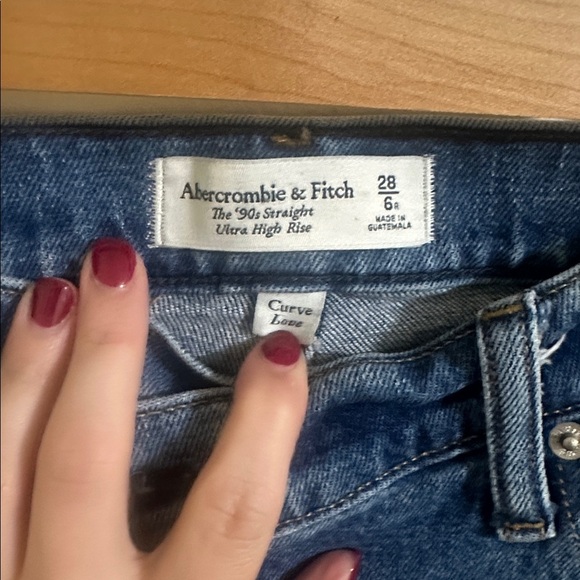 Abercrombie & Fitch
The '90s Straight
Ultra High Rise
28
6R
MADE IN
GUATEMALA
Curve
Love